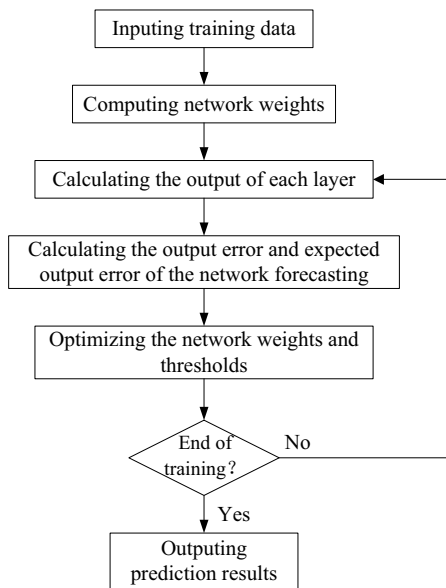 Inputing training data
Computing network weights
Calculating the output of each layer
Calculating the output error and expected
output error of the network forecasting
Optimizing the network weights and
thresholds
End of
training?
No
Yes
Outputing
prediction results